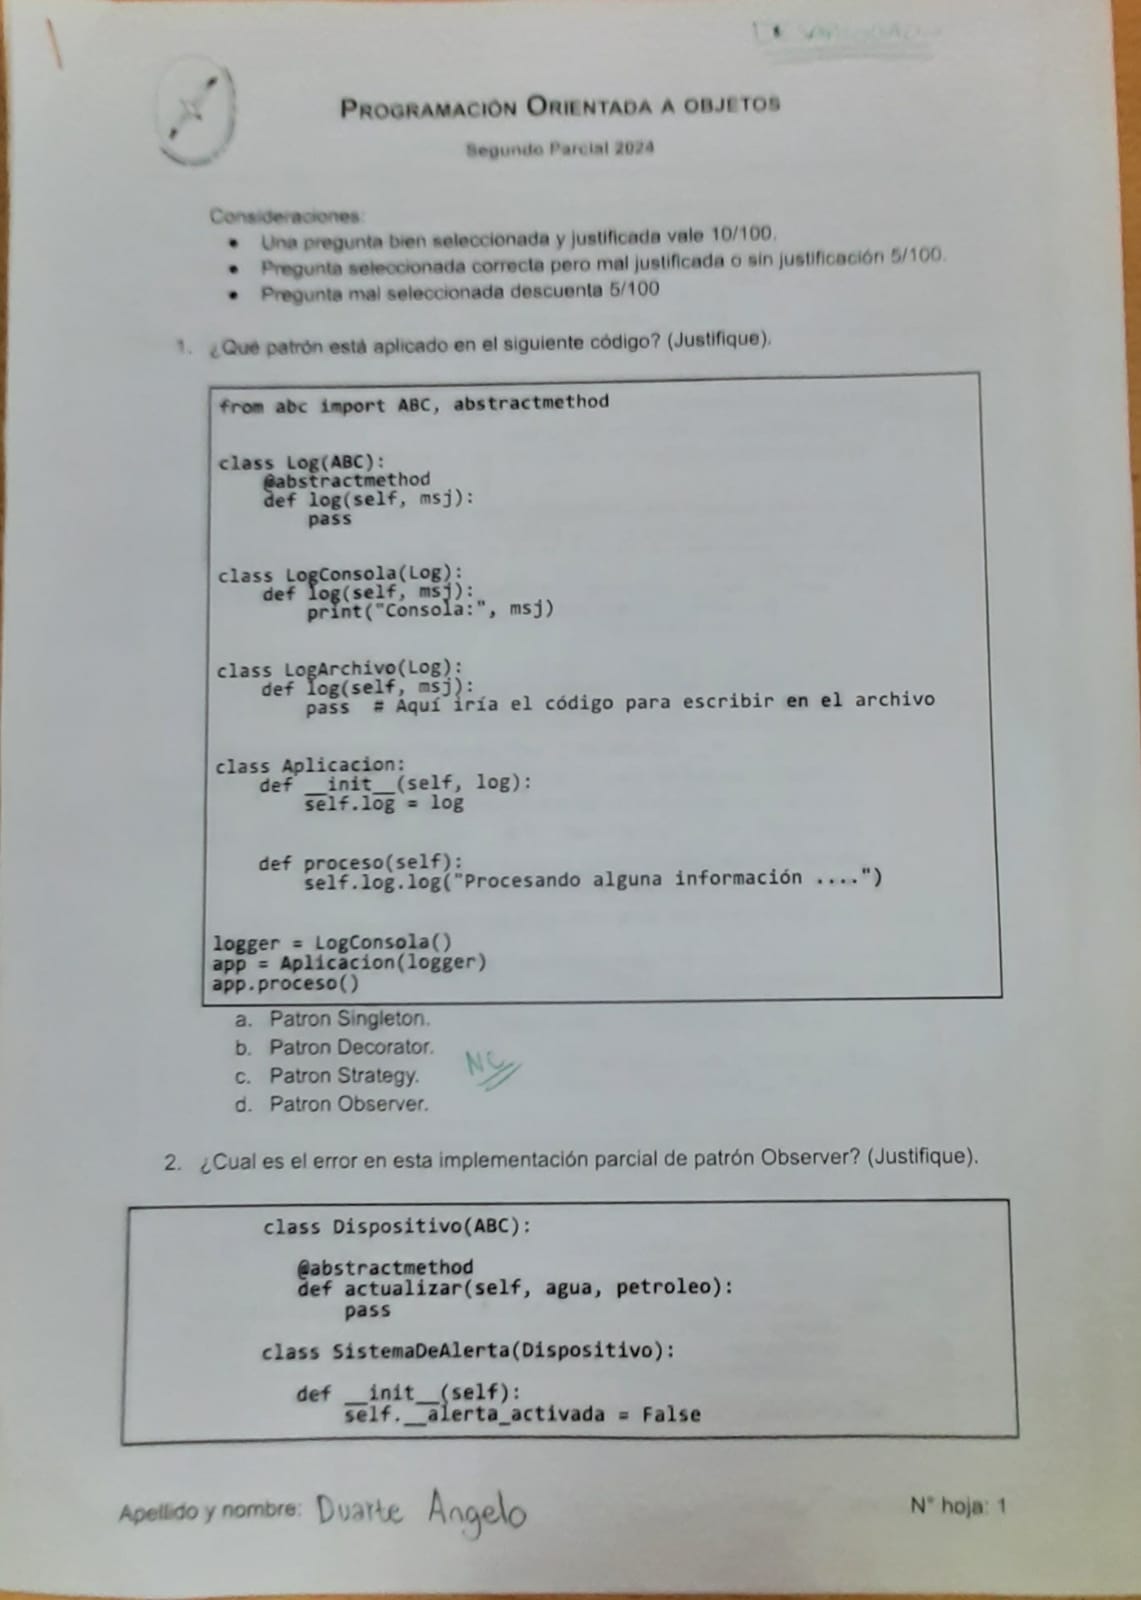 PROGRAMACIÓN ORIENTADA A OBJETOS
Segundo Parcial 2024
Consideraciones:
• Una pregunta bien seleccionada y justificada vale 10/100.
• Pregunta seleccionada correcta pero mal justificada o sin justificación 5/100.
• Pregunta mal seleccionada descuenta 5/100
1. ¿Qué patrón está aplicado en el siguiente código? (Justifique).
from abc import ABC, abstractmethod
class Log(ABC):
@abstractmethod
def log(self, msj):
pass
class LogConsola(Log):
def log(self, msj):
print("Consola:", msj)
class LogArchivo(Log):
def log(self, msj):
pass # Aquí iría el código para escribir en el archivo
class Aplicacion:
def __init__(self, log):
self.log = log
def proceso(self):
self.log.log("Procesando alguna información ....")
logger = LogConsola()
app = Aplicacion(logger)
app.proceso()
a. Patron Singleton.
b. Patron Decorator.
c. Patron Strategy.
d. Patron Observer.
NC
2. ¿Cual es el error en esta implementación parcial de patrón Observer? (Justifique).
class Dispositivo(ABC):
@abstractmethod
def actualizar(self, agua, petroleo):
pass
class SistemaDeAlerta(Dispositivo):
def __init__(self):
self.__alerta_activada = False
Apellido y nombre: Duarte Angelo
N° hoja: 1